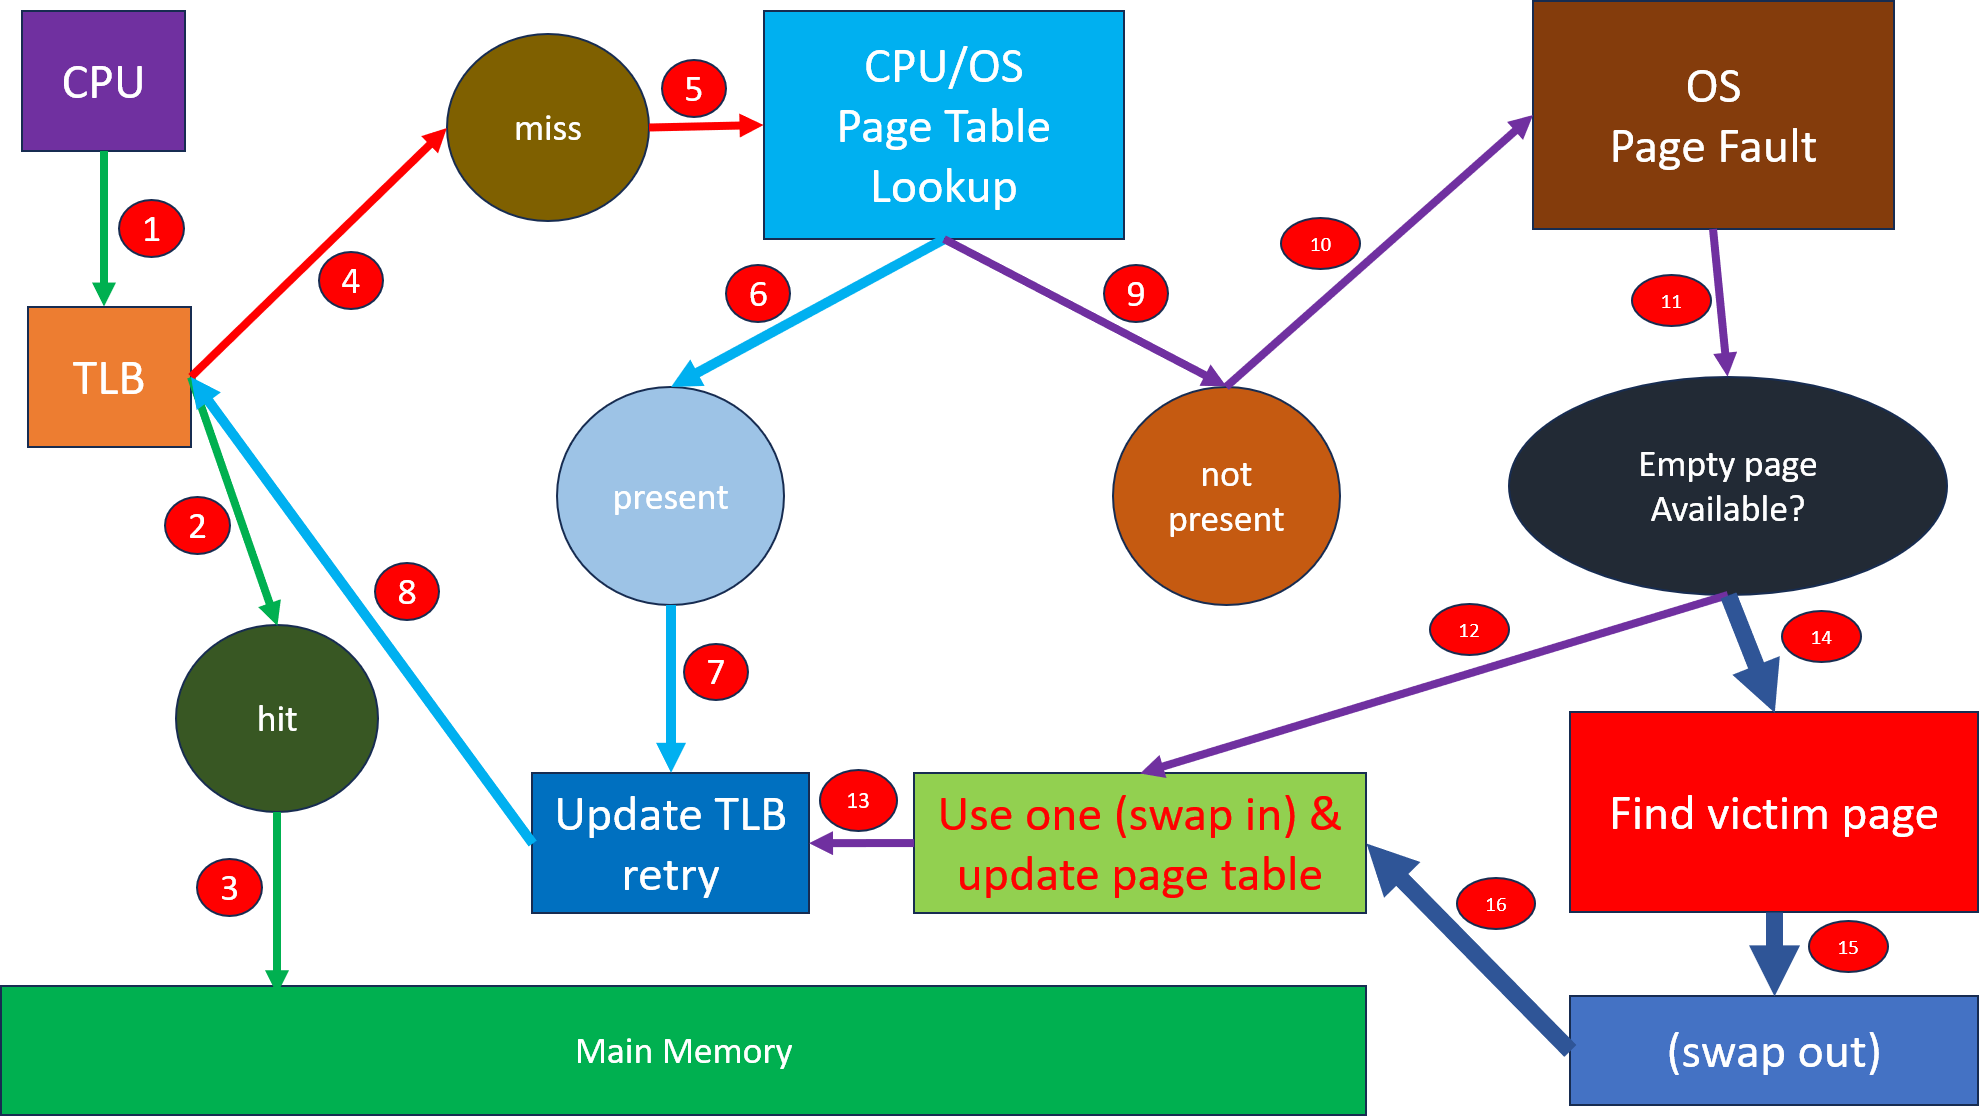 CPU
miss
5
CPU/OS
Page Table
Lookup
OS
Page Fault
1
4
6
9
10
11
TLB
present
not
present
Empty page
Available?
2
8
7
12
14
hit
3
Update TLB
retry
13
Use one (swap in) &
update page table
Find victim page
16
15
Main Memory
(swap out)